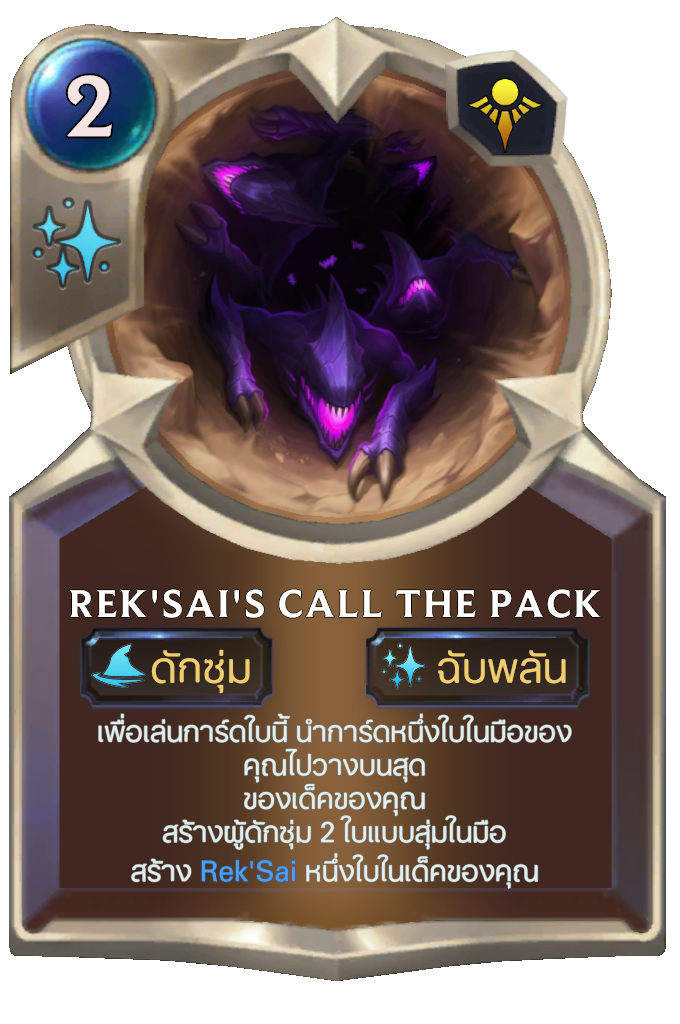 2
REK'SAI'S CALL THE PACK
ดักซุ่ม ฉับพลัน
เพื่อเล่นการ์ดใบนี้ นำการ์ดหนึ่งใบในมือของ
คุณไปวางบนสุด
ของเด็คของคุณ
สร้างผู้ดักซุ่ม 2 ใบแบบสุ่มในมือ
สร้าง Rek'Sai หนึ่งใบในเด็คของคุณ